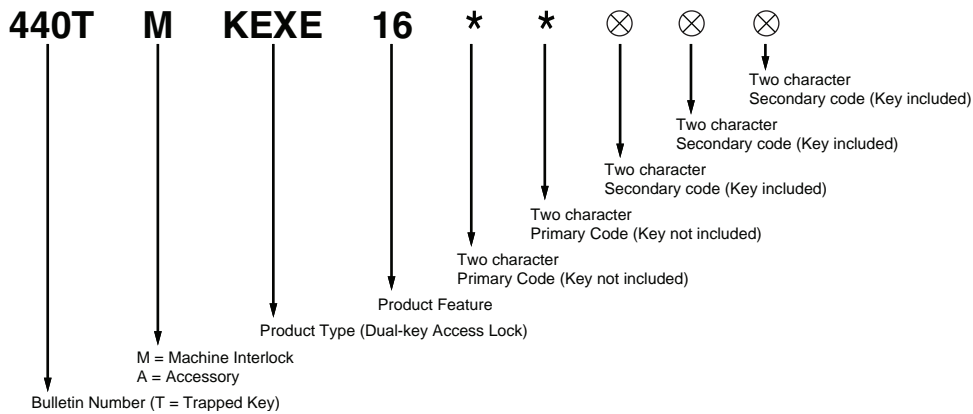 440T M KEXE 16 * * ⊗ ⊗ ⊗
Two character
Secondary code (Key included)
Two character
Secondary code (Key included)
Two character
Secondary code (Key included)
Two character
Primary Code (Key not included)
Two character
Primary Code (Key not included)
Product Feature
Product Type (Dual-key Access Lock)
M = Machine Interlock
A = Accessory
Bulletin Number (T = Trapped Key)